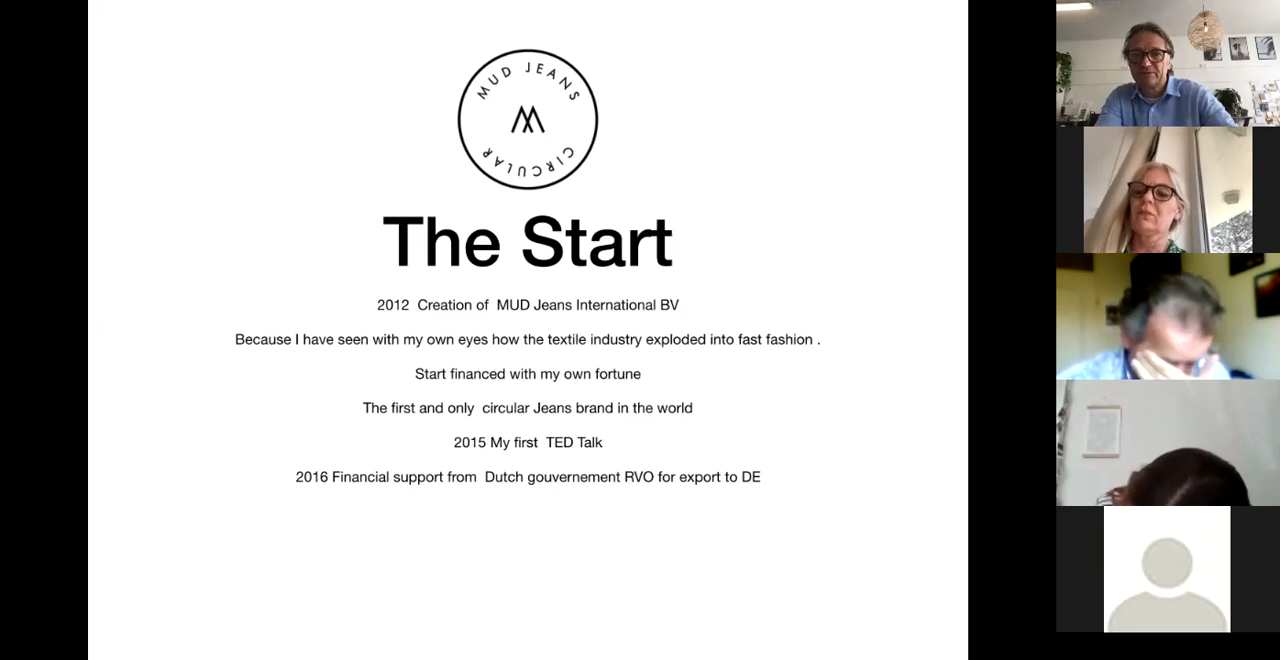 MUD JEANS
CIRCULAR
The Start
2012 Creation of MUD Jeans International BV
Because I have seen with my own eyes how the textile industry exploded into fast fashion .
Start financed with my own fortune
The first and only circular Jeans brand in the world
2015 My first TED Talk
2016 Financial support from Dutch gouvernement RVO for export to DE